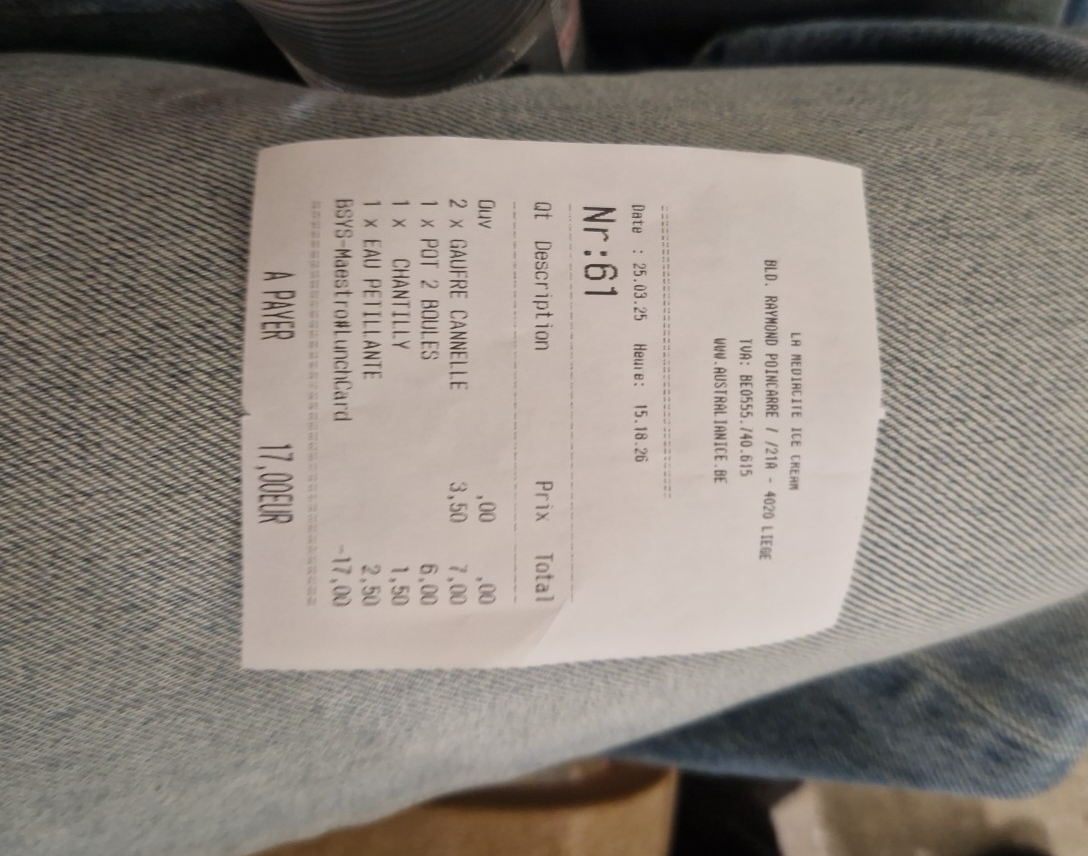 LA MEDIACITE ICE CREAM
BLD. RAYMOND POINCARRE 7 /21A - 4020 LIEGE
TVA: BE0555.740.615
WWW.AUSTRALIANICE.BE
Date : 25.03.25 Heure: 15.18.26
Nr:61
Qt Description Prix Total
Ouv ,00 ,00
2 x GAUFRE CANNELLE 3,50 7,00
1 x POT 2 BOULES 6,00
1 x CHANTILLY 1,50
1 x EAU PETILLANTE 2,50
BSYS-Maestro#LunchCard -17,00
A PAYER 17,00EUR